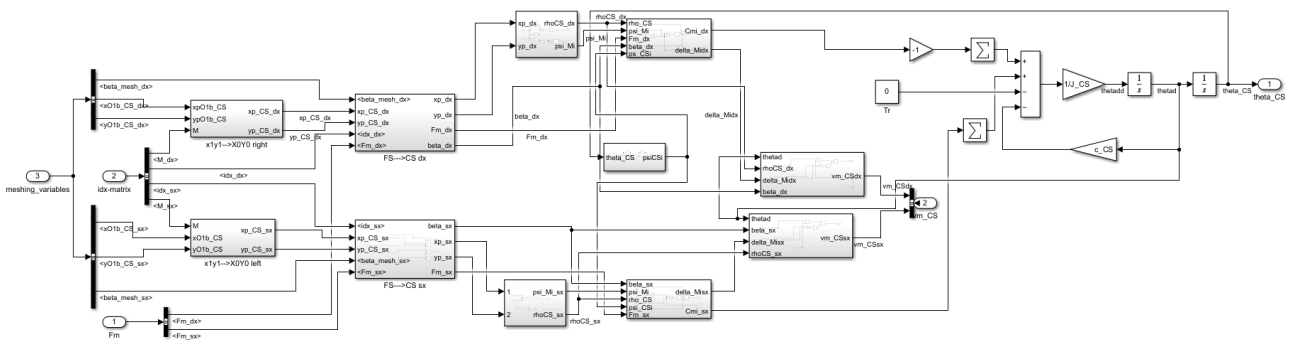 rhoCS_dx
xp_dx
rhoCS_dx
yp_dx
psi_Mi
psi_Mi
rho_CS
psi_Mi
Fm_dx
beta_dx
ps_CSi
Cmi_dx
delta_Midx
-1
0
Tr
1/J_CS
thetadd
1
s
thetad
1
s
theta_CS
1
theta_CS
c_CS
<beta_mesh_dx>
<xO1b_CS>
<yO1b_CS_dx>
xpO1b_CS
ypO1b_CS
M
xp_CS_dx
yp_CS_dx
x1y1-->X0Y0 right
xp_CS_dx
yp_CS_dx
<beta_mesh_dx>
xp_CS_dx
yp_CS_dx
<idx_dx>
<Fm_dx>
xp_dx
yp_dx
Fm_dx
beta_dx
FS--->CS dx
beta_dx
Fm_dx
delta_Midx
theta_CS
psiCSi
3
meshing_variables
2
idx-matrix
<M_dx>
<idx_dx>
<idx_sx>
<M_sx>
thetad
rhoCS_dx
delta_Midx
beta_dx
vm_CSdx
vm_CSdx
2
vm_CS
thetad
beta_sx
delta_Misx
rhoCS_sx
vm_CSsx
vm_CSsx
<xO1b_CS_sx>
<yO1b_CS_sx>
<beta_mesh_sx>
M
xO1b_CS
yO1b_CS
xp_CS_sx
yp_CS_sx
x1y1-->X0Y0 left
<idx_sx>
xp_CS_sx
yp_CS_sx
<beta_mesh_sx>
<Fm_sx>
beta_sx
xp_sx
yp_sx
Fm_sx
FS--->CS sx
1
2
psi_Mi_sx
rhoCS_sx
rhoCS_sx
beta_sx
psi_Mi
rho_CS
psi_CSi
Fm_sx
delta_Misx
Cmi_sx
1
Fm
<Fm_dx>
<Fm_sx>